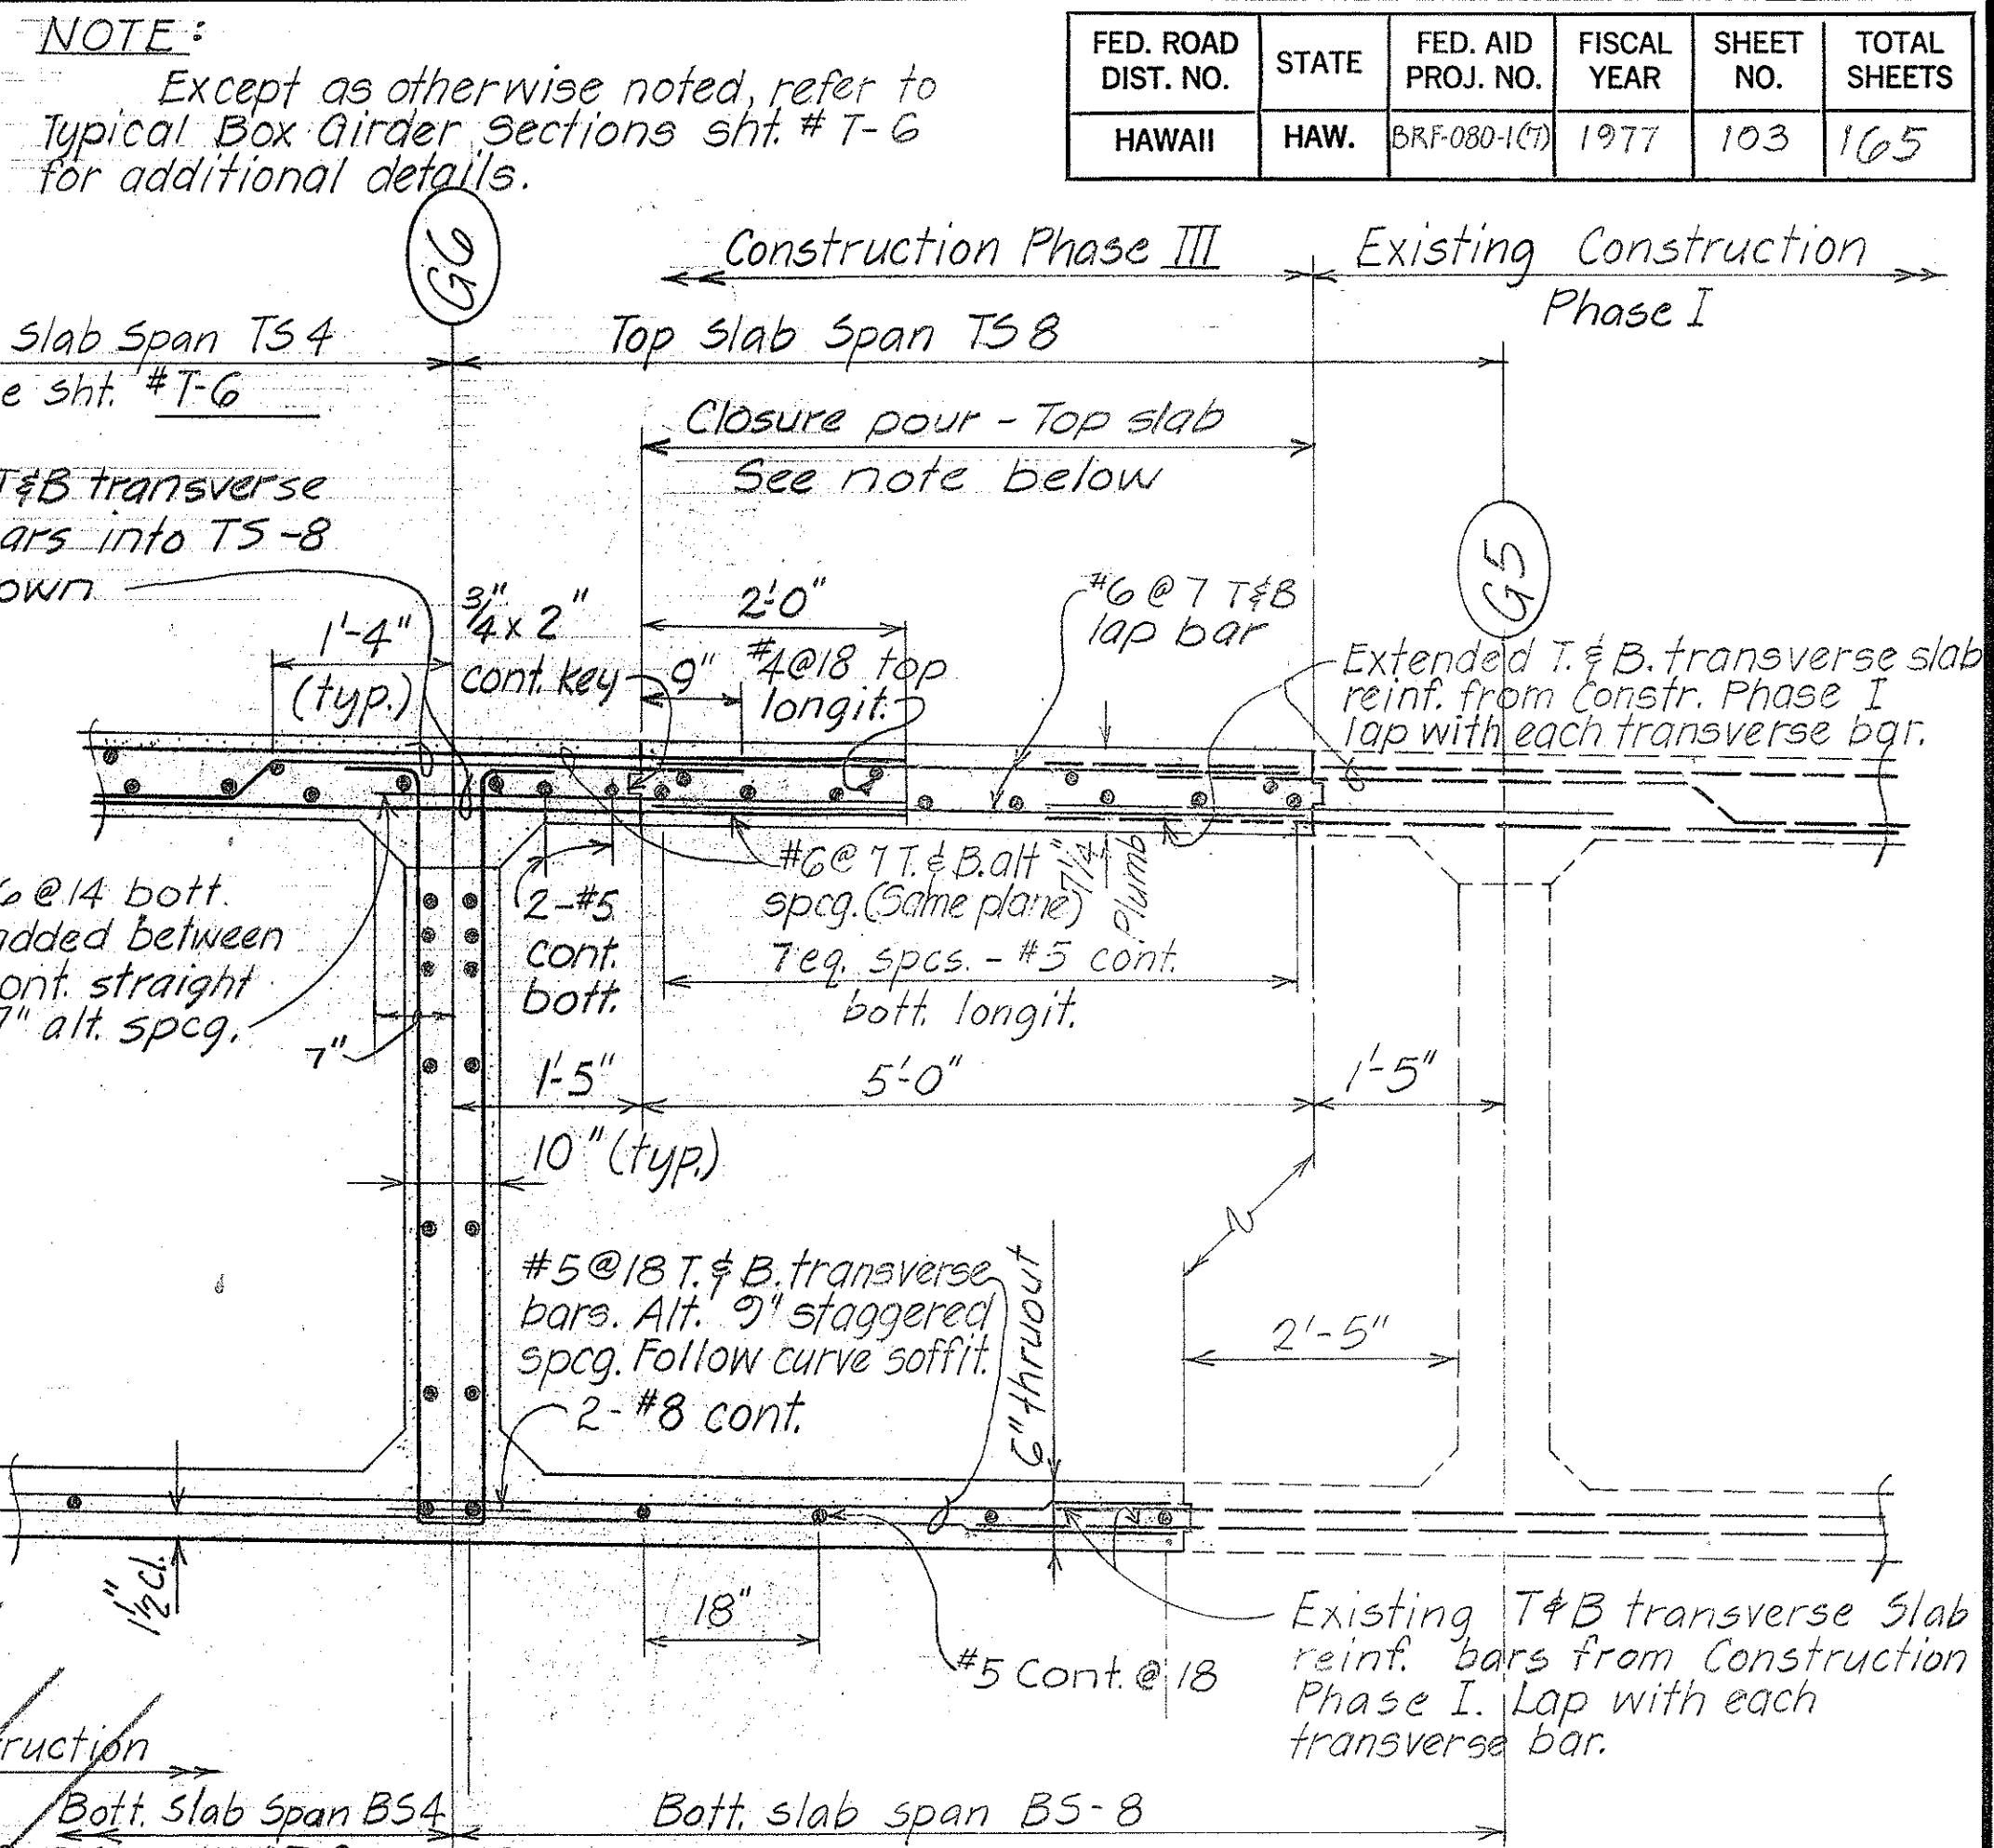 NOTE:
Except as otherwise noted, refer to
Typical Box Girder Sections sht. # T-6
for additional details.
FED. ROAD DIST. NO. STATE FED. AID PROJ. NO. FISCAL YEAR SHEET NO. TOTAL SHEETS
HAWAII HAW. BRF-080-1(7) 1977 103 165
G6
Construction Phase III
Existing Construction
Phase I
Slab Span TS4
Top Slab Span TS 8
e sht. #T-6
Closure pour - Top slab
See note below
T&B transverse
ars into TS-8
own
G5
1'-4"
(typ.)
3/4" x 2"
cont. key
2'-0"
9"
#4@18 top
longit.
#6 @ 7 T&B
lap bar
Extended T. & B. transverse slab
reinf. from Constr. Phase I
lap with each transverse bar.
6 @ 14 bott.
added between
ont. straight
7" alt. spcg.
7"
2-#5
cont.
bott.
#6@ 7 T. & B. alt
spcg. (Same plane)
7 1/4"
Plumb
7 eq. spcs. - #5 cont.
bott. longit.
1'-5"
5'-0"
1'-5"
10" (typ.)
#5@18 T. & B. transverse
bars. Alt. 9" staggered
spcg. Follow curve soffit.
2-#8 cont.
6" thruout
2'-5"
1 1/2" Cl.
18"
#5 Cont. @ 18
Existing T&B transverse Slab
reinf. bars from Construction
Phase I. Lap with each
transverse bar.
ruction
Bott. Slab Span BS4
Bott. slab span BS-8